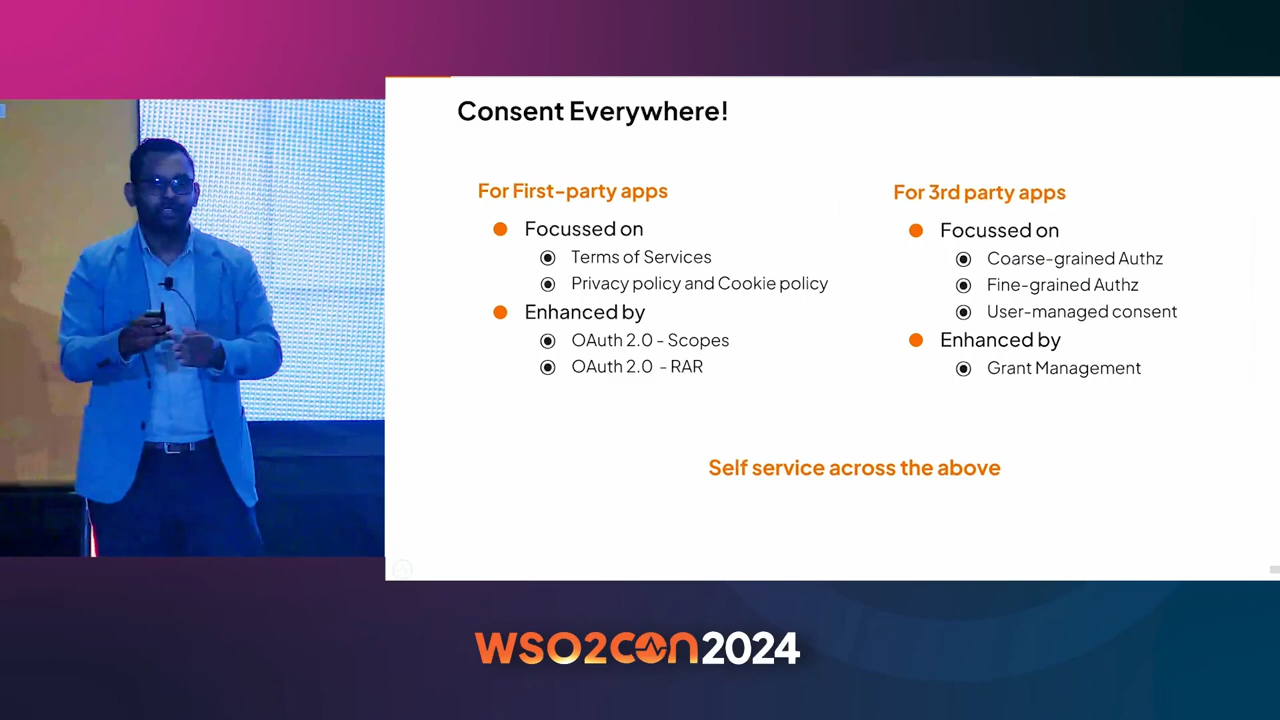 Consent Everywhere!
For First-party apps
Focussed on
Terms of Services
Privacy policy and Cookie policy
Enhanced by
OAuth 2.0 - Scopes
OAuth 2.0 - RAR
For 3rd party apps
Focussed on
Coarse-grained Authz
Fine-grained Authz
User-managed consent
Enhanced by
Grant Management
Self service across the above
WSO2CON2024